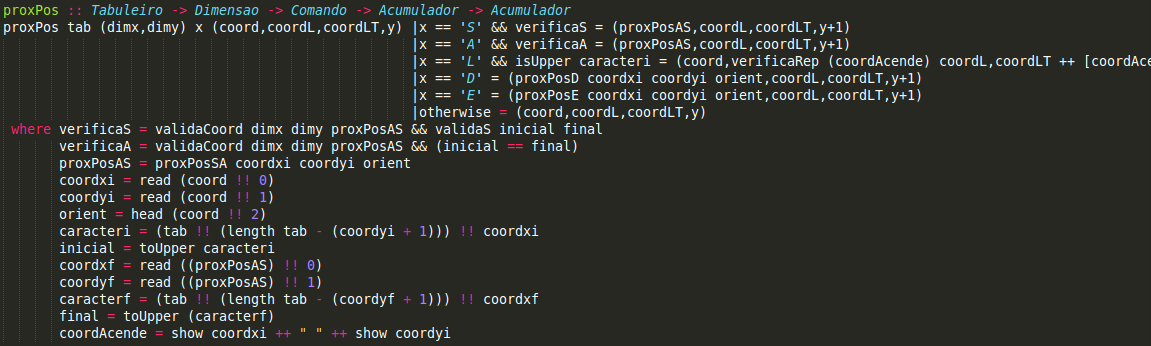 proxPos :: Tabuleiro -> Dimensao -> Comando -> Acumulador -> Acumulador
proxPos tab (dimx,dimy) x (coord,coordL,coordLT,y) |x == 'S' && verificaS = (proxPosAS,coordL,coordLT,y+1)
|x == 'A' && verificaA = (proxPosAS,coordL,coordLT,y+1)
|x == 'L' && isUpper caracteri = (coord,verificaRep (coordAcende) coordL,coordLT ++ [coordAce
|x == 'D' = (proxPosD coordxi coordyi orient,coordL,coordLT,y+1)
|x == 'E' = (proxPosE coordxi coordyi orient,coordL,coordLT,y+1)
|otherwise = (coord,coordL,coordLT,y)
where verificaS = validaCoord dimx dimy proxPosAS && validaS inicial final
verificaA = validaCoord dimx dimy proxPosAS && (inicial == final)
proxPosAS = proxPosSA coordxi coordyi orient
coordxi = read (coord !! 0)
coordyi = read (coord !! 1)
orient = head (coord !! 2)
caracteri = (tab !! (length tab - (coordyi + 1))) !! coordxi
inicial = toUpper caracteri
coordxf = read ((proxPosAS) !! 0)
coordyf = read ((proxPosAS) !! 1)
caracterf = (tab !! (length tab - (coordyf + 1))) !! coordxf
final = toUpper (caracterf)
coordAcende = show coordxi ++ " " ++ show coordyi